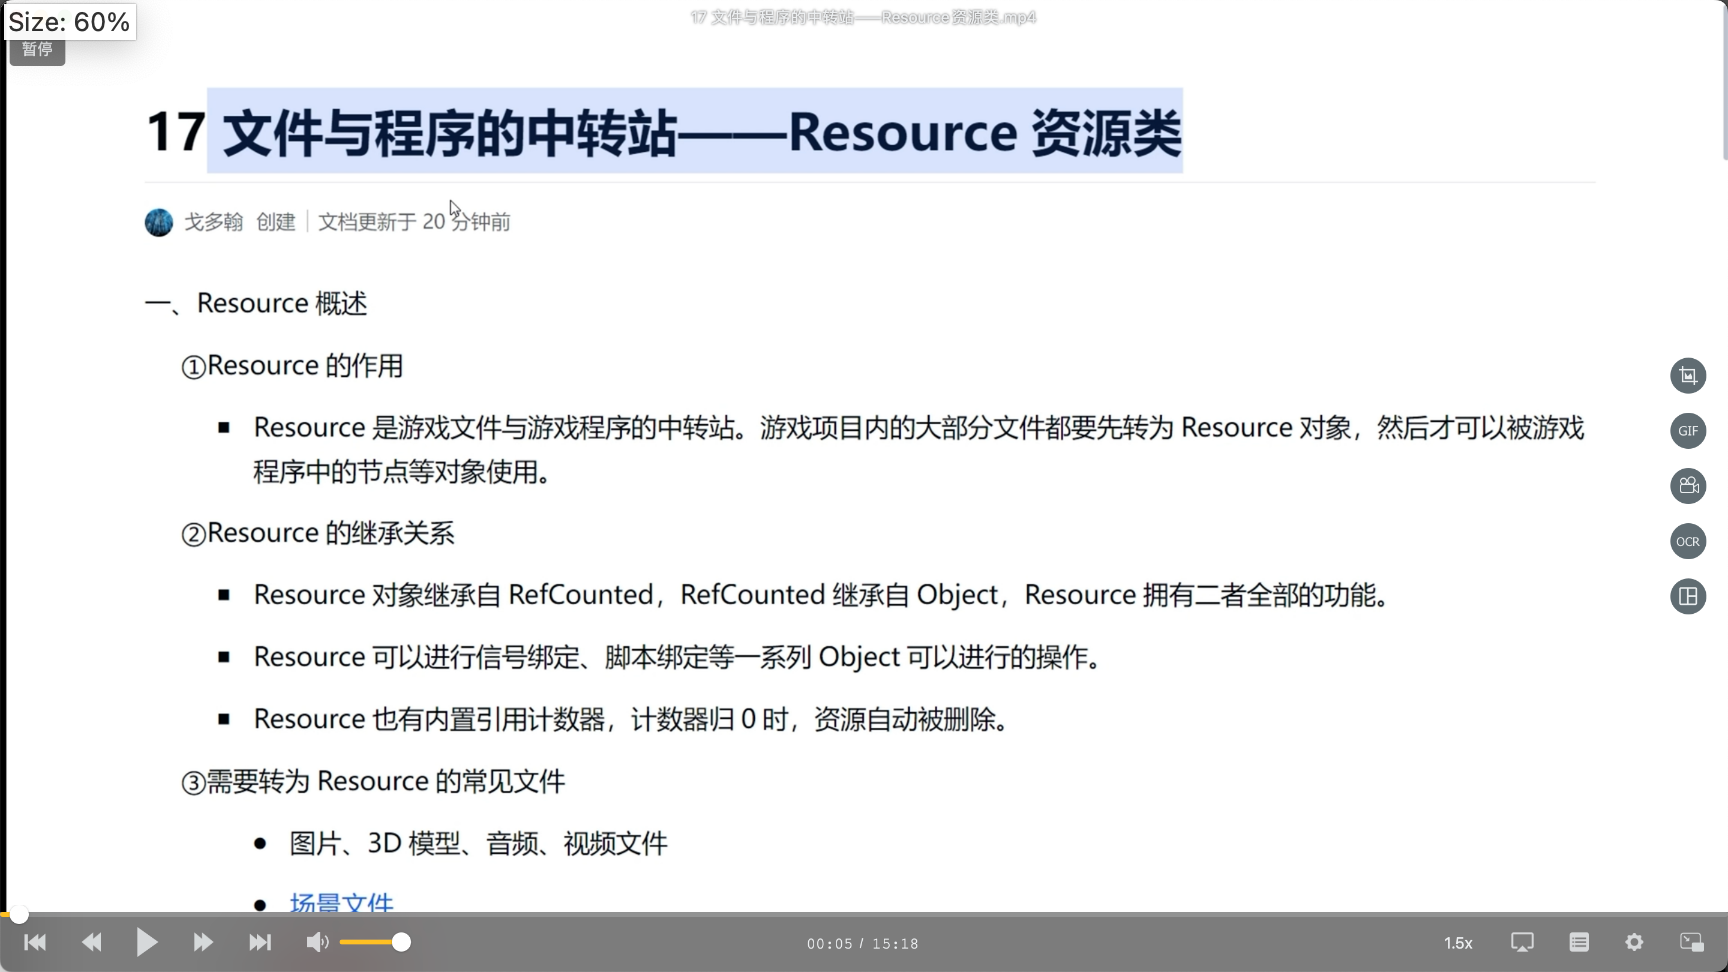 Size: 60%
17 文件与程序的中转站——Resource 资源类.mp4
暂停
17 文件与程序的中转站——Resource 资源类
戈多翰 创建 文档更新于 20 分钟前
一、Resource 概述
①Resource 的作用
■ Resource 是游戏文件与游戏程序的中转站。游戏项目内的大部分文件都要先转为 Resource 对象，然后才可以被游戏
程序中的节点等对象使用。
②Resource 的继承关系
■ Resource 对象继承自 RefCounted，RefCounted 继承自 Object，Resource 拥有二者全部的功能。
■ Resource 可以进行信号绑定、脚本绑定等一系列 Object 可以进行的操作。
■ Resource 也有内置引用计数器，计数器归 0 时，资源自动被删除。
③需要转为 Resource 的常见文件
● 图片、3D 模型、音频、视频文件
● 场景文件
GIF
OCR
00:05 / 15:18
1.5x